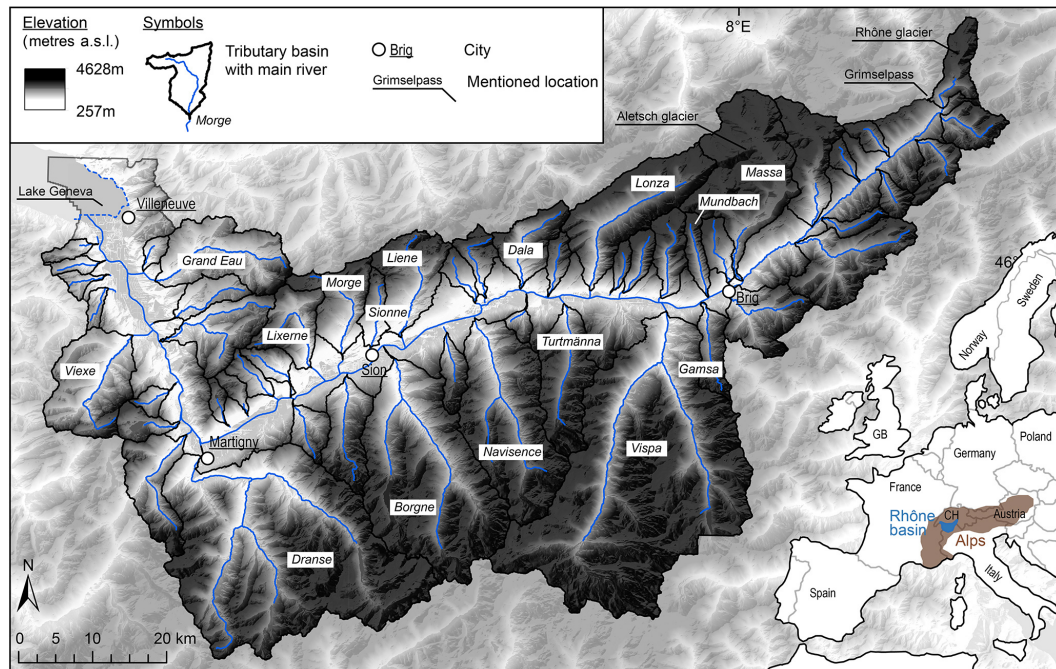 Elevation
(metres a.s.l.)
4628m
257m
Symbols
Tributary basin
with main river
Morge
Brig
City
Grimselpass
Mentioned location
8°E
Rhône glacier
Grimselpass
Aletsch glacier
Lake Geneva
Villeneuve
Grand Eau
Morge
Liene
Dala
Lonza
Massa
Mundbach
Sionne
Lixerne
Viexe
Sion
Turtmänna
Brig
Gamsa
Martigny
Navisence
Vispa
Borgne
Dranse
46°
Sweden
Norway
GB
Poland
Germany
France
CH
Austria
Rhône
basin
Alps
Italy
Spain
N
0 5 10 20 km